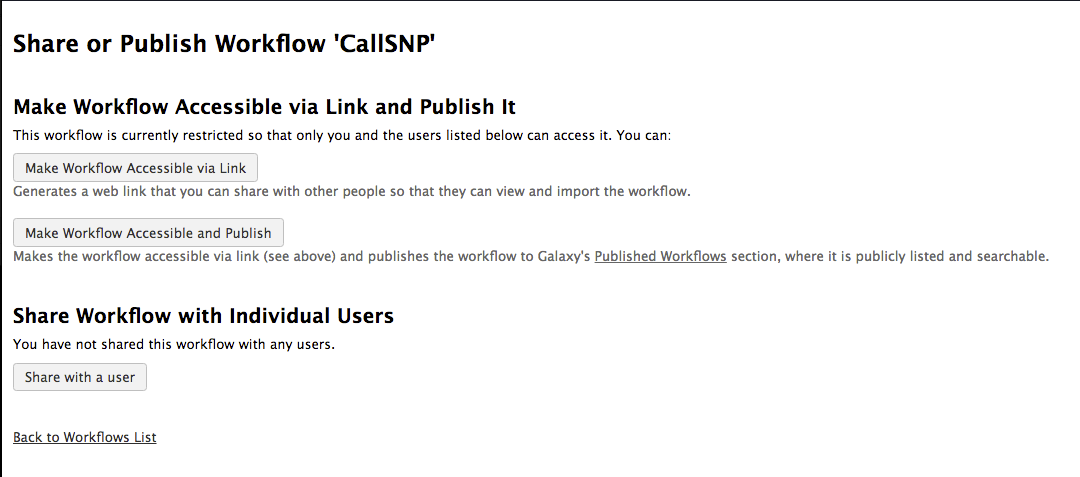 Share or Publish Workflow 'CallSNP'
Make Workflow Accessible via Link and Publish It
This workflow is currently restricted so that only you and the users listed below can access it. You can:
Make Workflow Accessible via Link
Generates a web link that you can share with other people so that they can view and import the workflow.
Make Workflow Accessible and Publish
Makes the workflow accessible via link (see above) and publishes the workflow to Galaxy's Published Workflows section, where it is publicly listed and searchable.
Share Workflow with Individual Users
You have not shared this workflow with any users.
Share with a user
Back to Workflows List